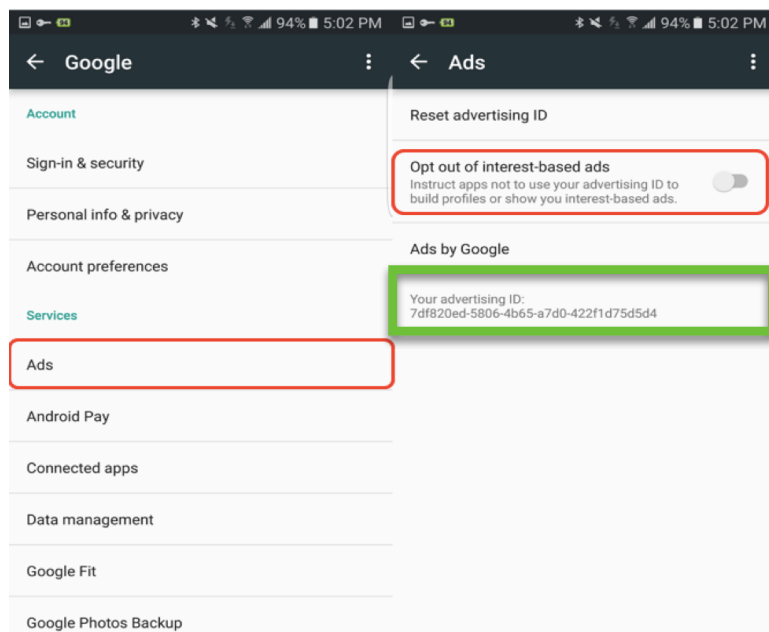 94% 5:02 PM
Google
Account
Sign-in & security
Personal info & privacy
Account preferences
Services
Ads
Android Pay
Connected apps
Data management
Google Fit
Google Photos Backup
94% 5:02 PM
Ads
Reset advertising ID
Opt out of interest-based ads
Instruct apps not to use your advertising ID to
build profiles or show you interest-based ads.
Ads by Google
Your advertising ID:
7df820ed-5806-4b65-a7d0-422f1d75d5d4